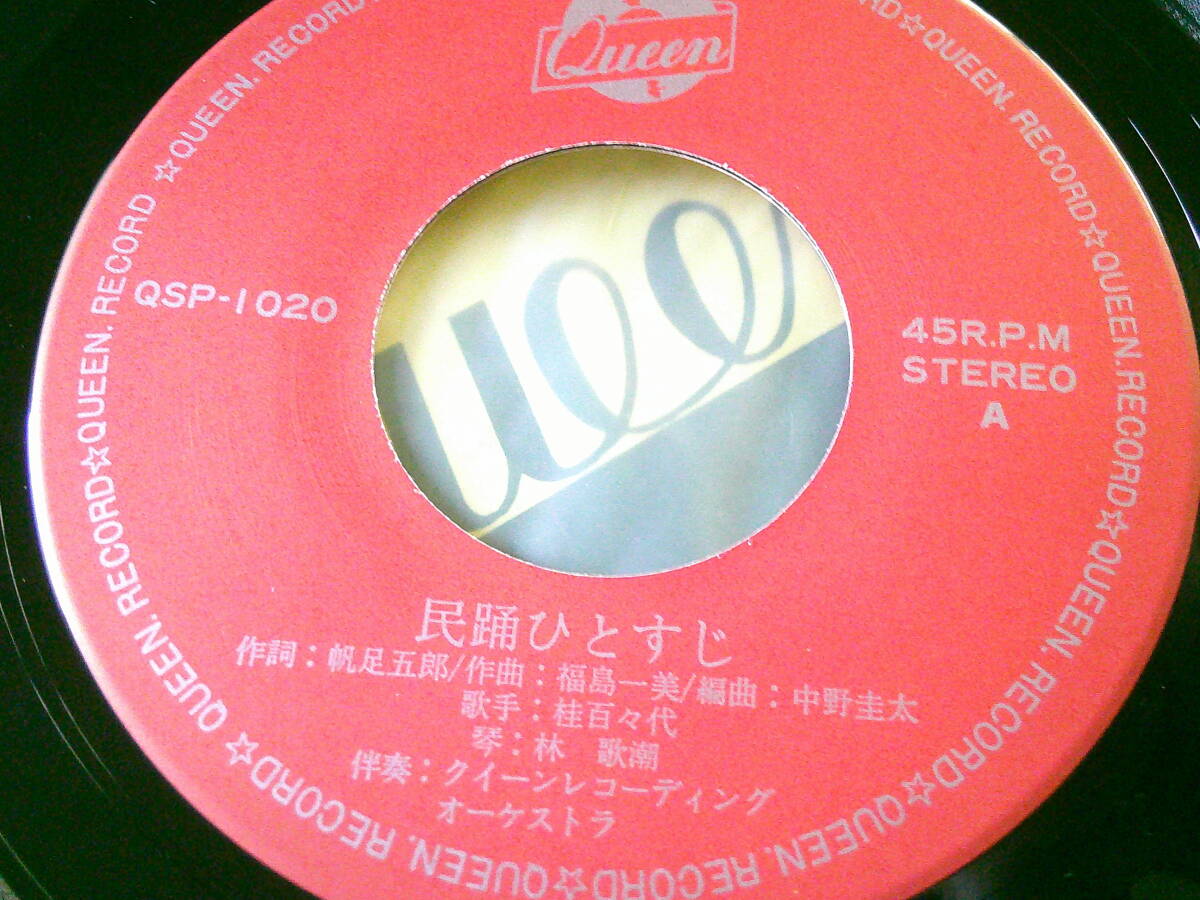 Queen
QUEEN. RECORD☆QUEEN. RECORD☆QUEEN. RECORD☆QUEEN. RECORD☆QUEEN. RECORD☆QUEEN. RECORD☆QUEEN. RECORD☆QUEEN. RECORD☆QUEEN. RECORD☆
QSP-1020
45R.P.M
STEREO
A
民踊ひとすじ
作詞：帆足五郎/作曲：福島一美/編曲：中野圭太
歌手：桂百々代
琴：林 歌潮
伴奏：クイーンレコーディング
オーケストラ